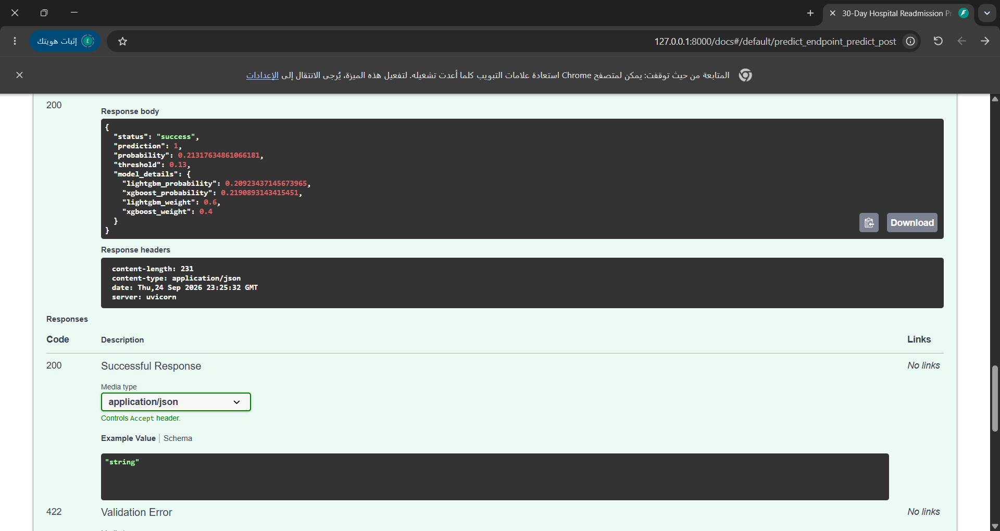 30-Day Hospital Readmission Pr
إثبات هويتك
127.0.0.1:8000/docs#/default/predict_endpoint_predict_post
المتابعة من حيث توقفت: يمكن لمتصفح Chrome استعادة علامات التبويب كلما أعدت تشغيله. لتفعيل هذه الميزة، يُرجى الانتقال إلى الإعدادات
200
Response body
{
"status": "success",
"prediction": 1,
"probability": 0.21317634861066181,
"threshold": 0.13,
"model_details": {
"lightgbm_probability": 0.20923437145673965,
"xgboost_probability": 0.2190893143415451,
"lightgbm_weight": 0.6,
"xgboost_weight": 0.4
}
}
Download
Response headers
content-length: 231
content-type: application/json
date: Thu,24 Sep 2026 23:25:32 GMT
server: uvicorn
Responses
Code Description Links
200 Successful Response No links
Media type
application/json
Controls Accept header.
Example Value Schema
"string"
422 Validation Error No links